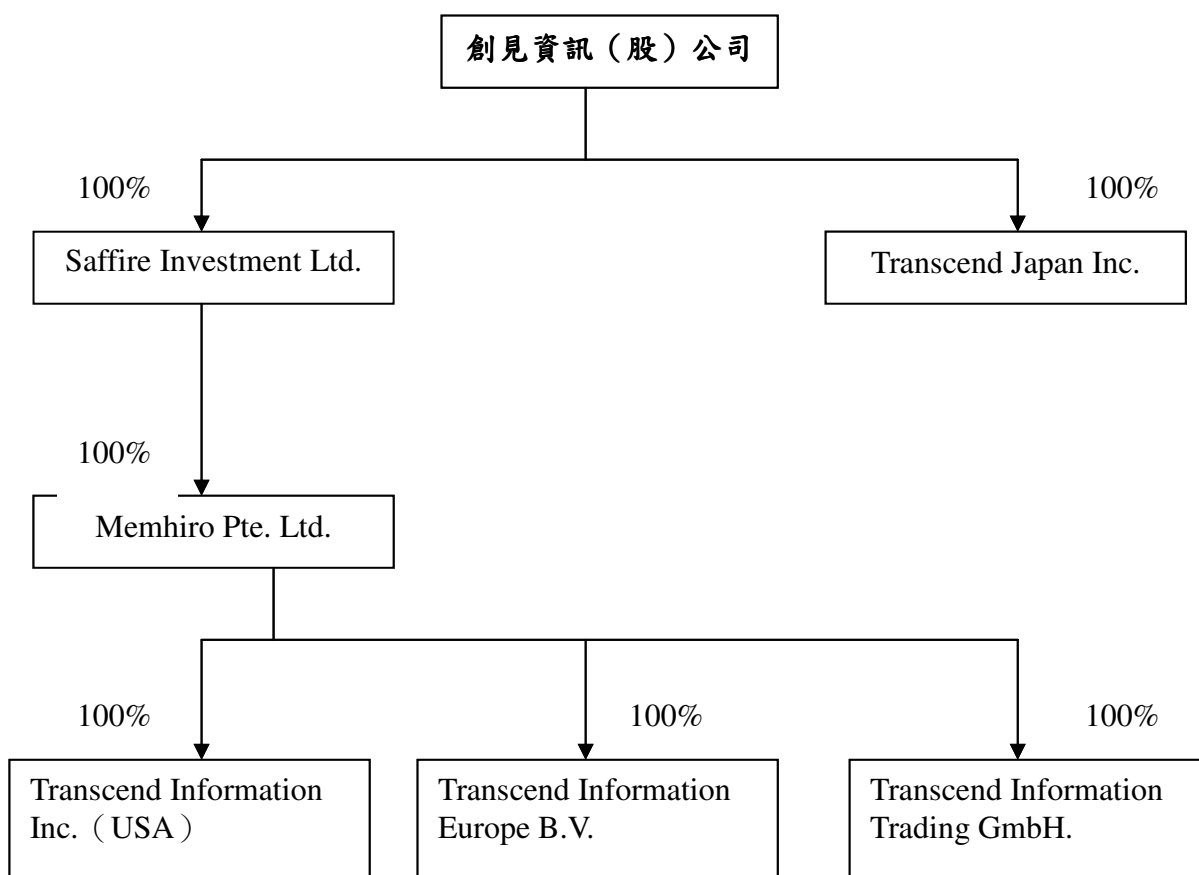 創見資訊（股）公司
100%
100%
Saffire Investment Ltd.
Transcend Japan Inc.
100%
Memhiro Pte. Ltd.
100%
100%
100%
Transcend Information
Inc.（USA）
Transcend Information
Europe B.V.
Transcend Information
Trading GmbH.